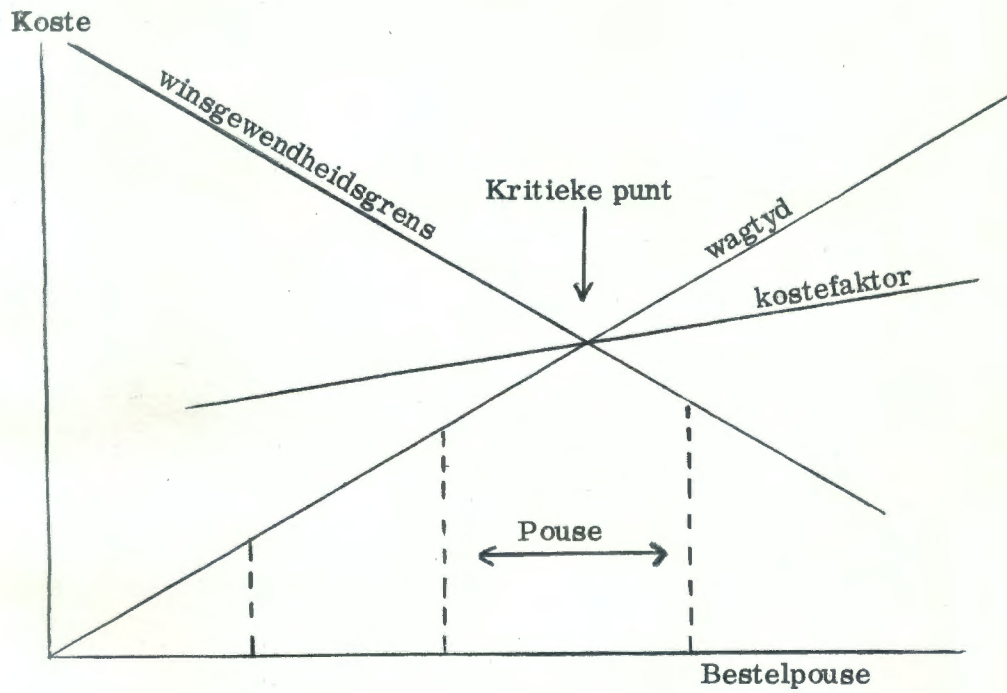 Koste
winsgewendheidsgrens
Kritieke punt
wagtyd
kostefaktor
Pouse
Bestelpouse